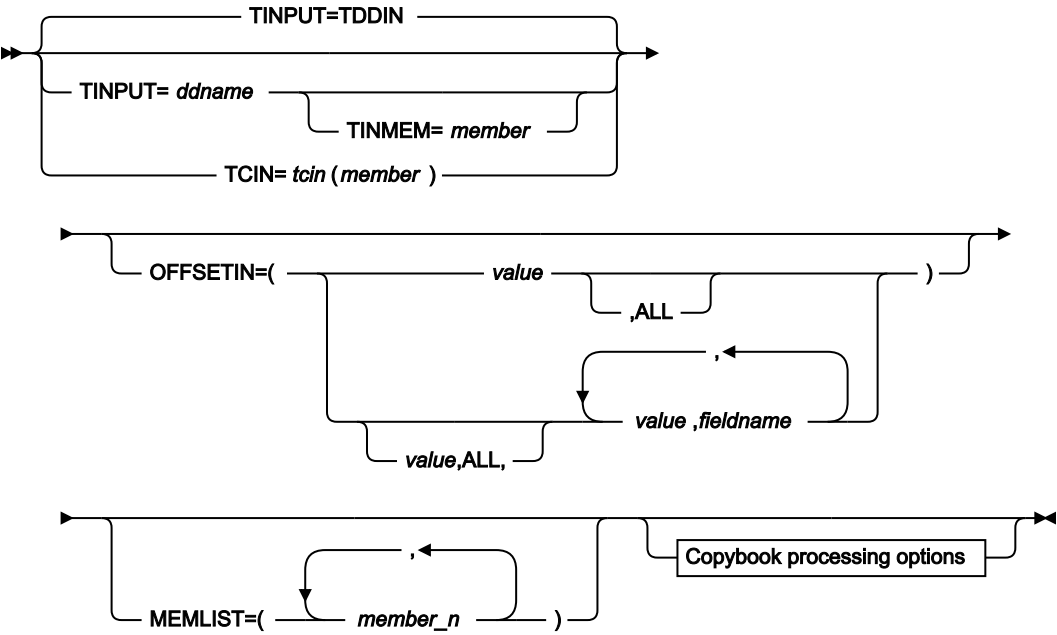 TINPUT=TDDIN
TINPUT= ddname
TINMEM= member
TCIN= tcin ( member )
OFFSETIN=( value )
,ALL
,
value ,fieldname
value,ALL,
,
Copybook processing options
MEMLIST=( member_n )